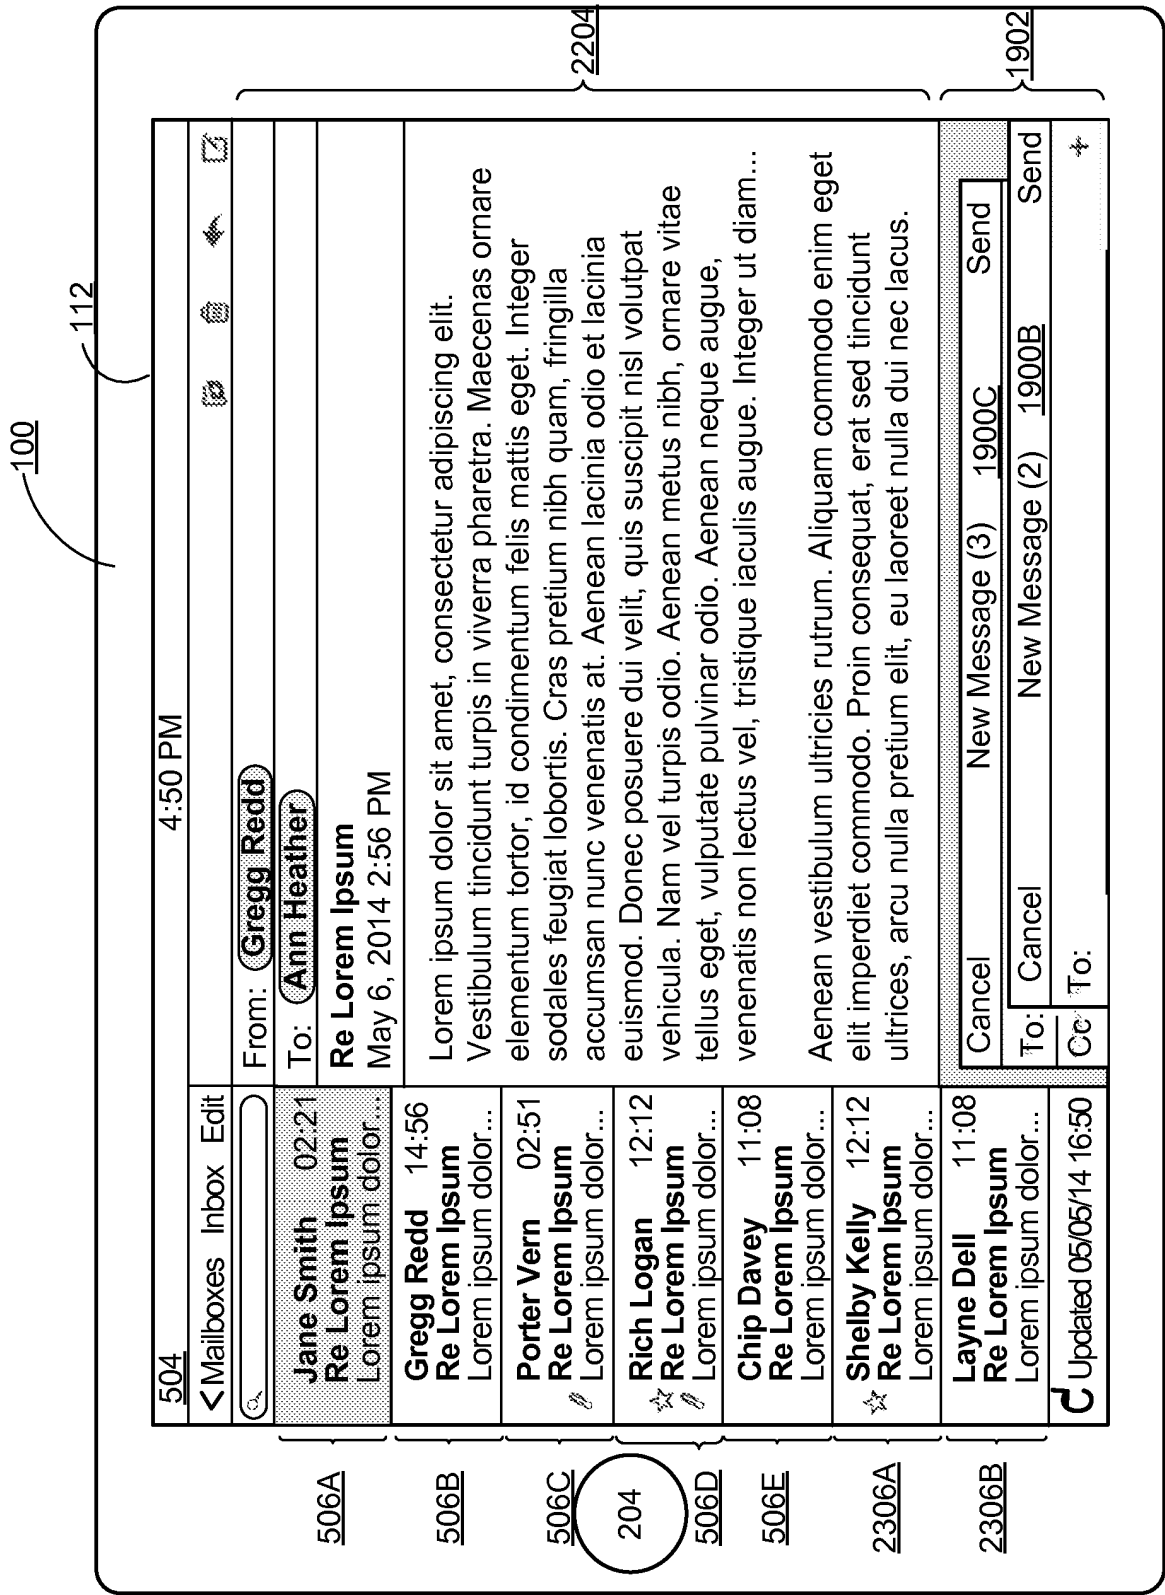 100
112
504
4:50 PM
<Mailboxes Inbox Edit
From: Gregg Redd
To: Ann Heather
Re Lorem Ipsum
May 6, 2014 2:56 PM
Jane Smith 02:21
Re Lorem Ipsum
Lorem ipsum dolor...
Gregg Redd 14:56
Re Lorem Ipsum
Lorem ipsum dolor...
Porter Vern 02:51
Re Lorem Ipsum
Lorem ipsum dolor...
Rich Logan 12:12
Re Lorem Ipsum
Lorem ipsum dolor...
Chip Davey 11:08
Re Lorem Ipsum
Lorem ipsum dolor...
Shelby Kelly 12:12
Re Lorem Ipsum
Lorem ipsum dolor...
Layne Dell 11:08
Re Lorem Ipsum
Lorem ipsum dolor...
Updated 05/05/14 16:50
Lorem ipsum dolor sit amet, consectetur adipiscing elit.
Vestibulum tincidunt turpis in viverra pharetra. Maecenas ornare
elementum tortor, id condimentum felis mattis eget. Integer
sodales feugiat lobortis. Cras pretium nibh quam, fringilla
accumsan nunc venenatis at. Aenean lacinia odio et lacinia
euismod. Donec posuere dui velit, quis suscipit nisl volutpat
vehicula. Nam vel turpis odio. Aenean metus nibh, ornare vitae
tellus eget, vulputate pulvinar odio. Aenean neque augue,
venenatis non lectus vel, tristique iaculis augue. Integer ut diam...
Aenean vestibulum ultricies rutrum. Aliquam commodo enim eget
elit imperdiet commodo. Proin consequat, erat sed tincidunt
ultrices, arcu nulla pretium elit, eu laoreet nulla dui nec lacus.
Cancel New Message (3) 1900C Send
To: Cancel New Message (2) 1900B Send
Cc To: +
506A
506B
506C
204
506D
506E
2306A
2306B
2204
1902